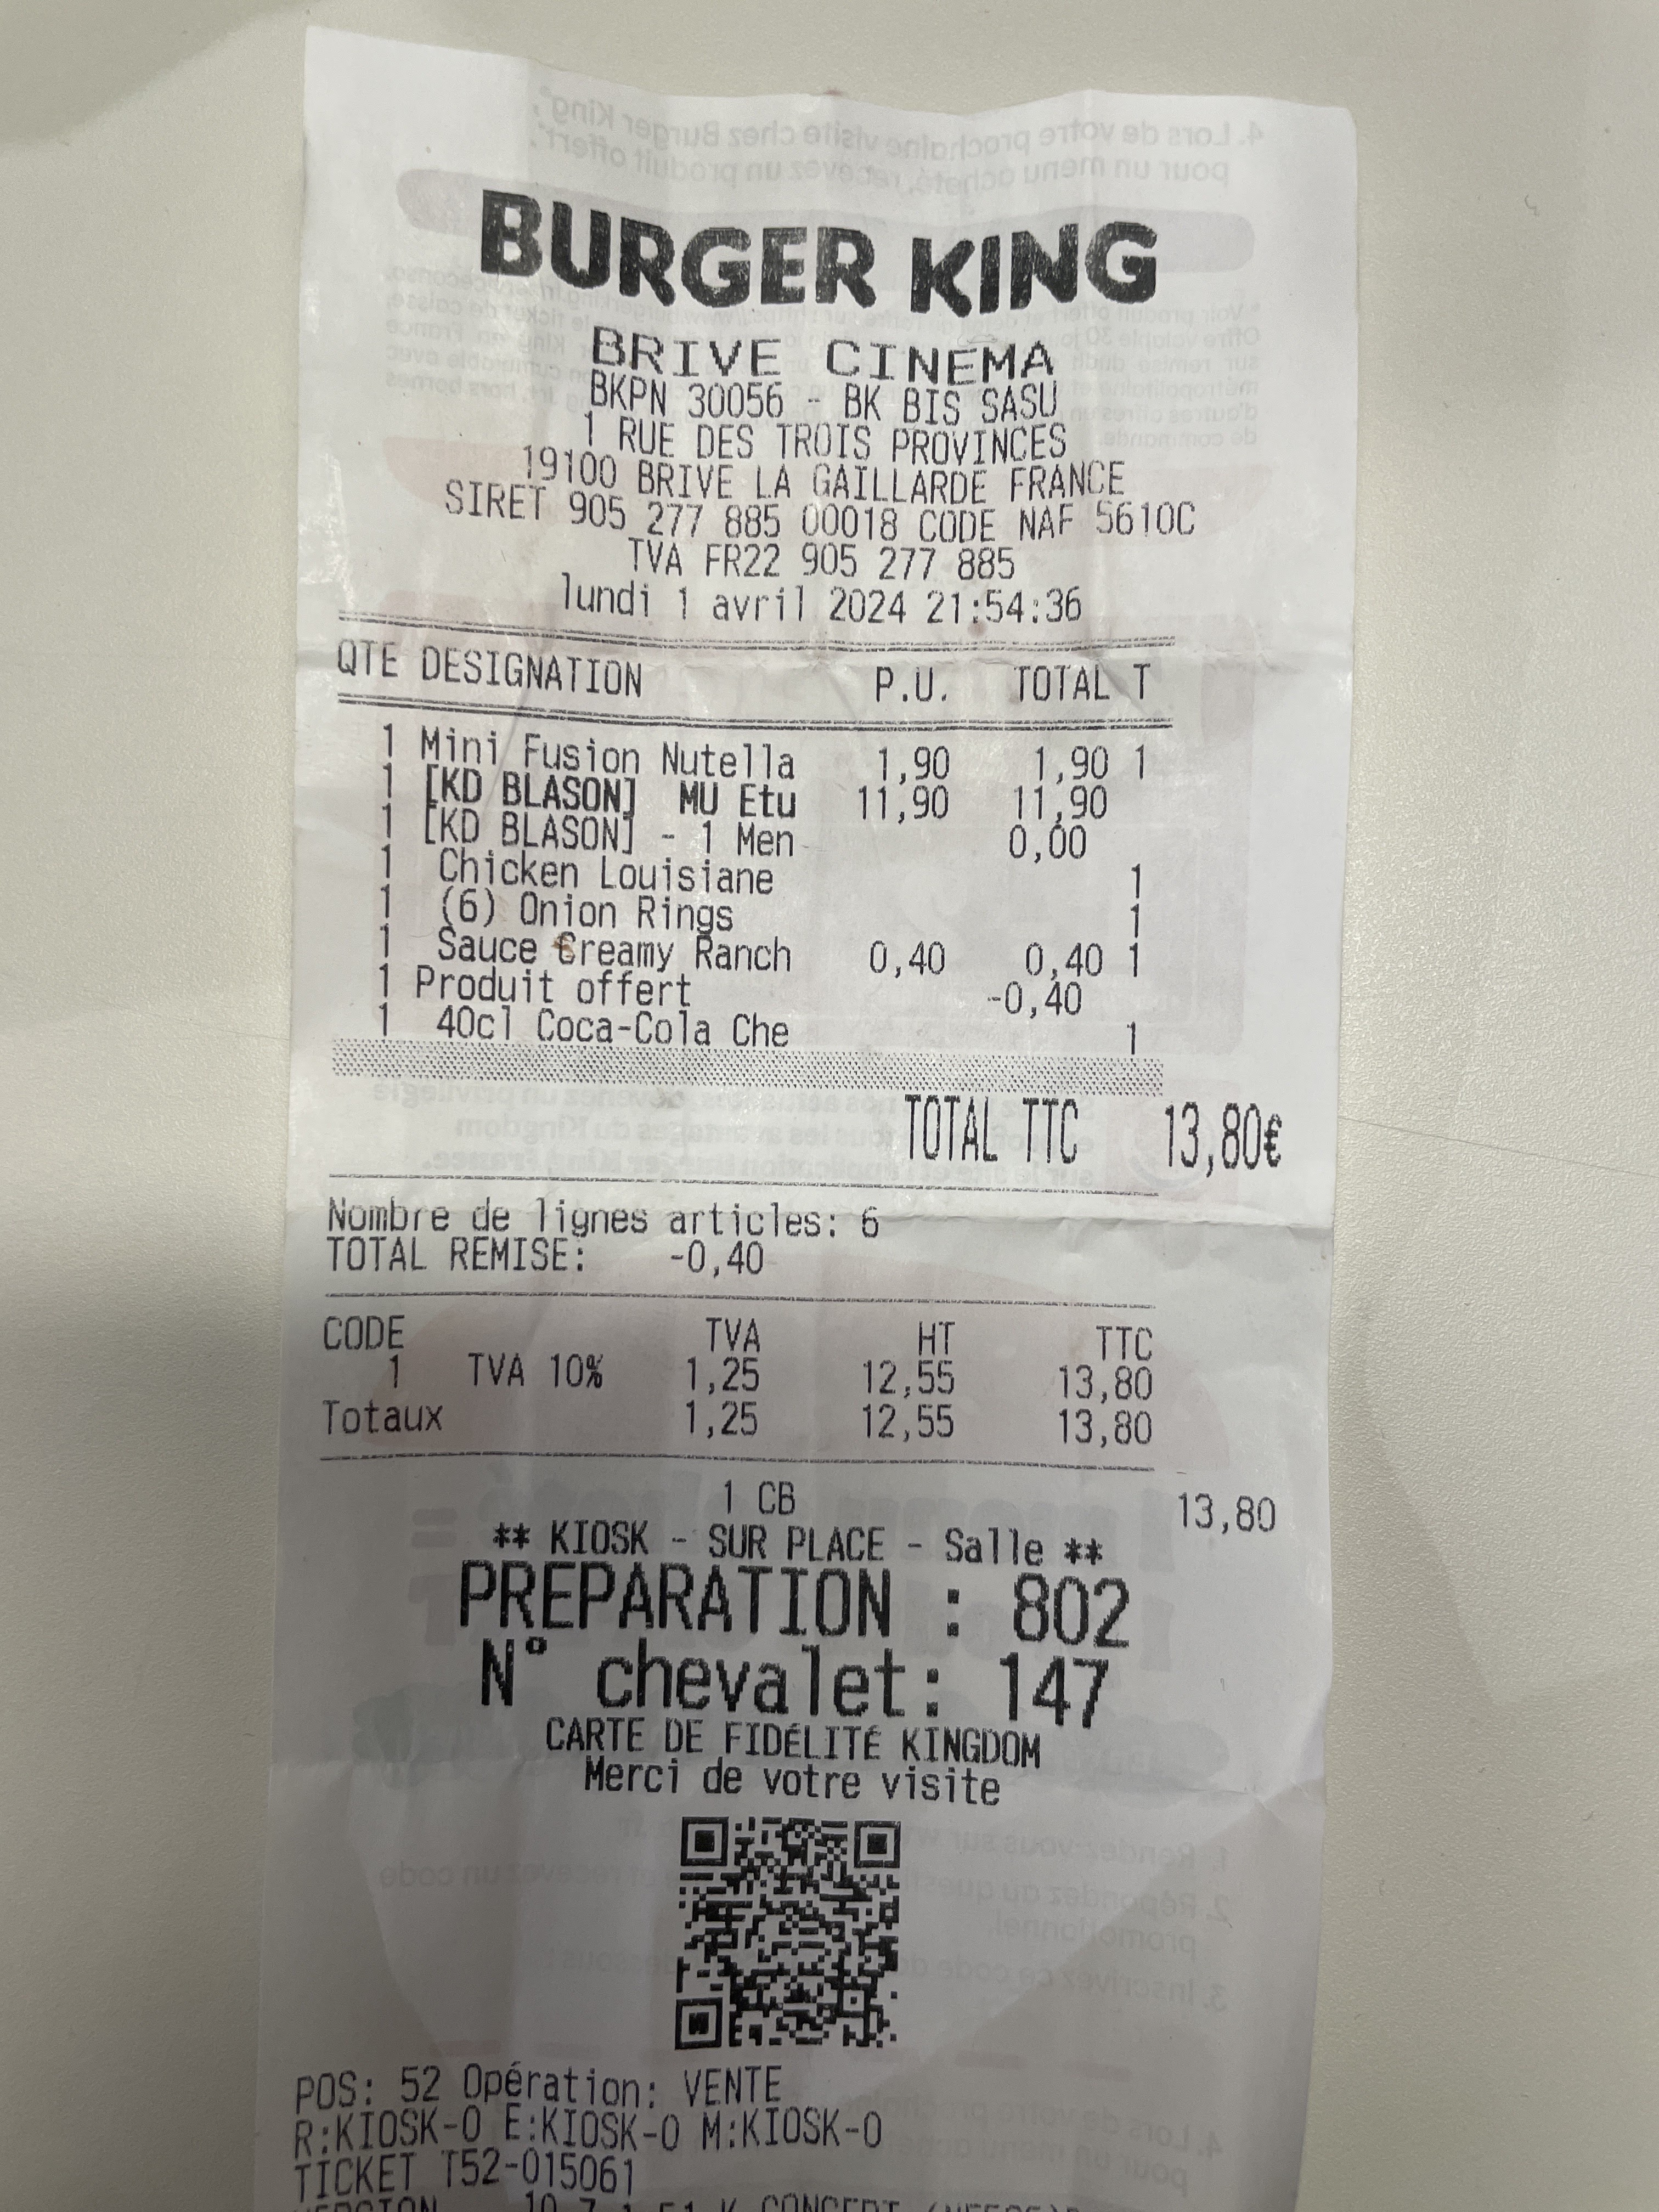 BURGER KING
BRIVE CINEMA
BKPN 30056 - BK BIS SASU
1 RUE DES TROIS PROVINCES
19100 BRIVE LA GAILLARDE FRANCE
SIRET 905 277 885 00018 CODE NAF 5610C
TVA FR22 905 277 885
lundi 1 avril 2024 21:54:36
QTE DESIGNATION P.U. TOTAL T
1 Mini Fusion Nutella 1,90 1,90 1
1 [KD BLASON] MU Etu 11,90 11,90
1 [KD BLASON] - 1 Men 0,00
1 Chicken Louisiane 1
1 (6) Onion Rings 1
1 Sauce Creamy Ranch 0,40 0,40 1
1 Produit offert -0,40
1 40cl Coca-Cola Che 1
TOTAL TTC 13,80€
Nombre de lignes articles: 6
TOTAL REMISE: -0,40
CODE TVA HT TTC
1 TVA 10% 1,25 12,55 13,80
Totaux 1,25 12,55 13,80
1 CB 13,80
** KIOSK - SUR PLACE - Salle **
PREPARATION : 802
N° chevalet: 147
CARTE DE FIDÉLITÉ KINGDOM
Merci de votre visite
POS: 52 Opération: VENTE
R:KIOSK-0 E:KIOSK-0 M:KIOSK-0
TICKET T52-015061